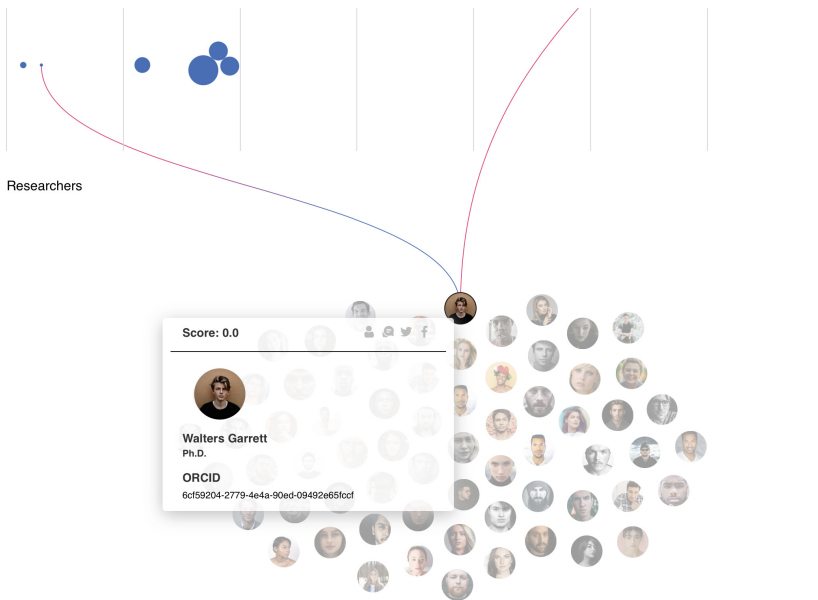 Researchers
Score: 0.0
Walters Garrett
Ph.D.
ORCID
6cf59204-2779-4e4a-90ed-09492e65fccf